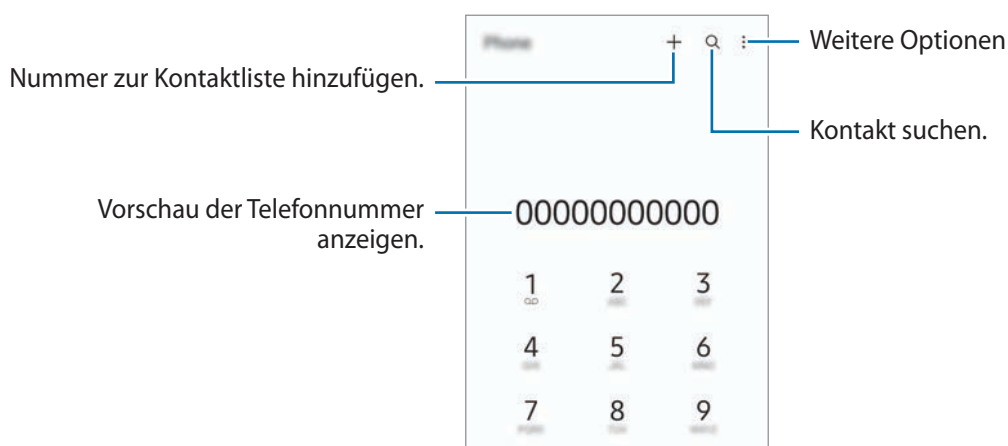 Phone
Weitere Optionen
Nummer zur Kontaktliste hinzufügen.
Kontakt suchen.
Vorschau der Telefonnummer
anzeigen.
00000000000
1 2 3
4 5 6
7 8 9